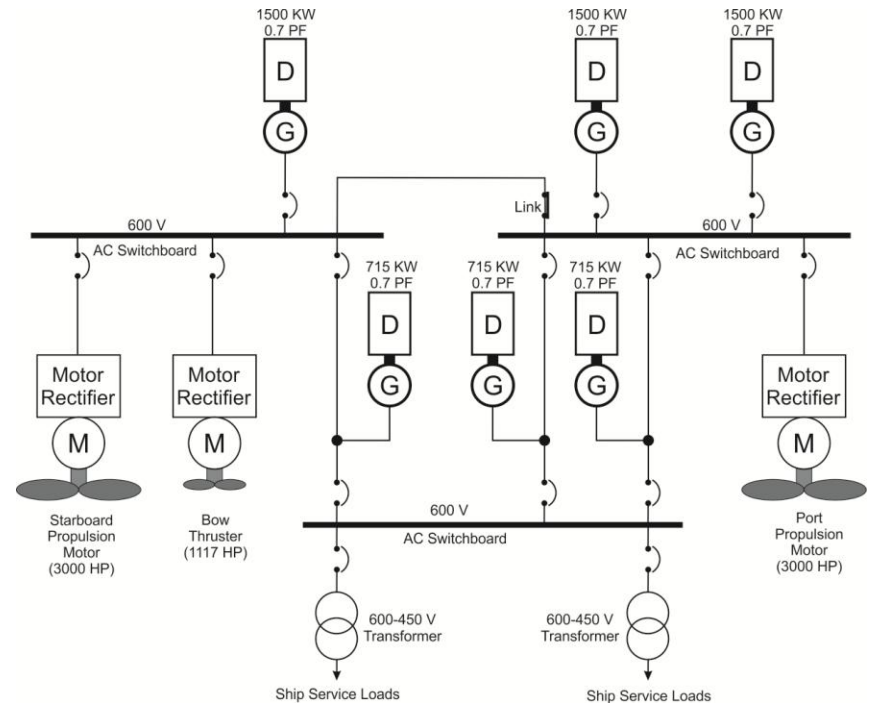 1500 KW
0.7 PF
D
G
1500 KW
0.7 PF
D
G
1500 KW
0.7 PF
D
G
Link
600 V
AC Switchboard
600 V
AC Switchboard
715 KW
0.7 PF
D
G
715 KW
0.7 PF
D
G
715 KW
0.7 PF
D
G
Motor
Rectifier
M
Starboard
Propulsion
Motor
(3000 HP)
Motor
Rectifier
M
Bow
Thruster
(1117 HP)
Motor
Rectifier
M
Port
Propulsion
Motor
(3000 HP)
600 V
AC Switchboard
600-450 V
Transformer
Ship Service Loads
600-450 V
Transformer
Ship Service Loads